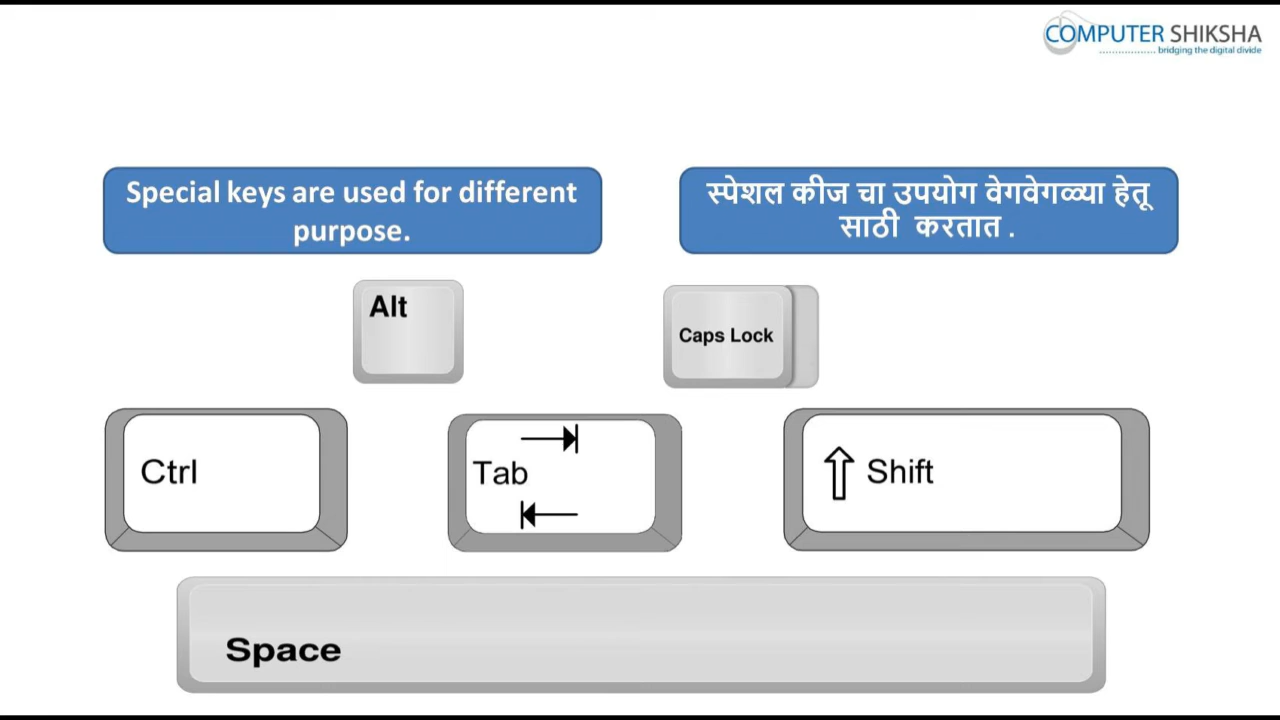 COMPUTER SHIKSHA
bridging the digital divide
Special keys are used for different
purpose.
स्पेशल कीज चा उपयोग वेगवेगळ्या हेतू
साठी करतात .
Alt
Caps Lock
Ctrl
Tab
Shift
Space